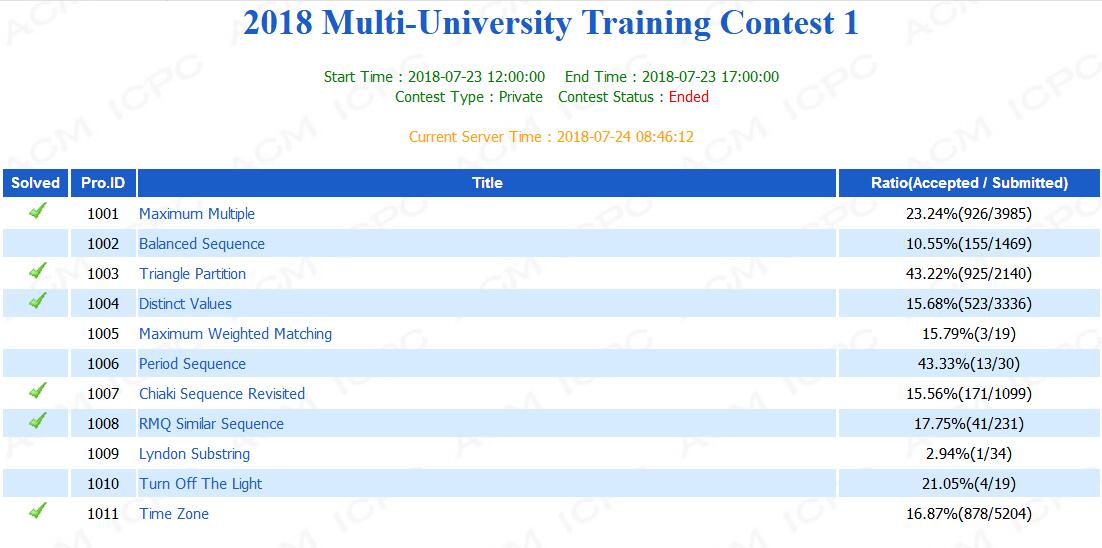 2018 Multi-University Training Contest 1
Start Time : 2018-07-23 12:00:00 End Time : 2018-07-23 17:00:00
Contest Type : Private Contest Status : Ended
Current Server Time : 2018-07-24 08:46:12
Solved Pro.ID Title Ratio(Accepted / Submitted)
1001 Maximum Multiple 23.24%(926/3985)
1002 Balanced Sequence 10.55%(155/1469)
1003 Triangle Partition 43.22%(925/2140)
1004 Distinct Values 15.68%(523/3336)
1005 Maximum Weighted Matching 15.79%(3/19)
1006 Period Sequence 43.33%(13/30)
1007 Chiaki Sequence Revisited 15.56%(171/1099)
1008 RMQ Similar Sequence 17.75%(41/231)
1009 Lyndon Substring 2.94%(1/34)
1010 Turn Off The Light 21.05%(4/19)
1011 Time Zone 16.87%(878/5204)